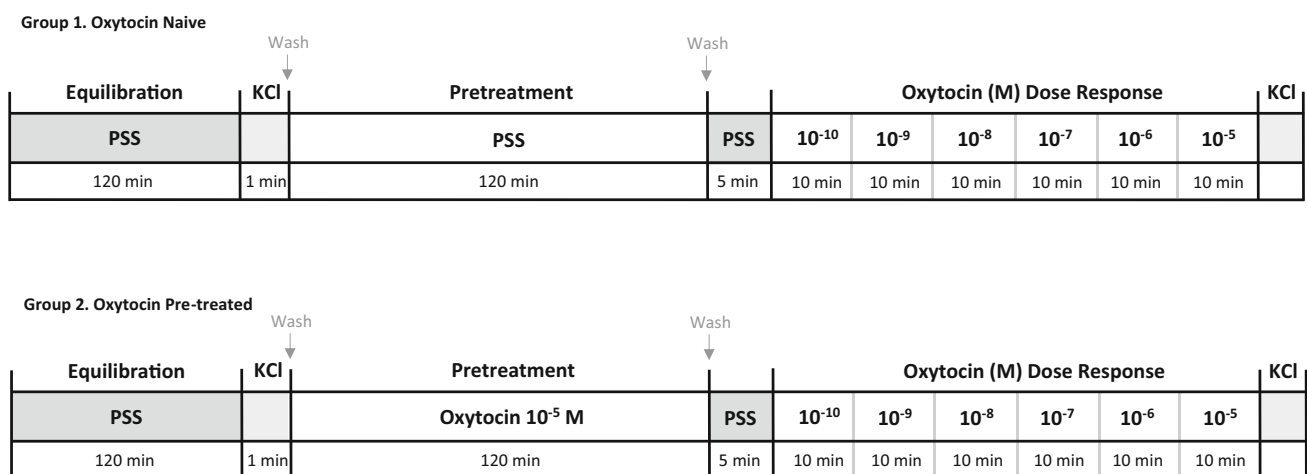 Group 1. Oxytocin Naive
Wash Wash
Equilibration KCl Pretreatment Oxytocin (M) Dose Response KCl
PSS PSS PSS 10⁻¹⁰ 10⁻⁹ 10⁻⁸ 10⁻⁷ 10⁻⁶ 10⁻⁵
120 min 1 min 120 min 5 min 10 min 10 min 10 min 10 min 10 min 10 min
Group 2. Oxytocin Pre-treated
Wash Wash
Equilibration KCl Pretreatment Oxytocin (M) Dose Response KCl
PSS Oxytocin 10⁻⁵ M PSS 10⁻¹⁰ 10⁻⁹ 10⁻⁸ 10⁻⁷ 10⁻⁶ 10⁻⁵
120 min 1 min 120 min 5 min 10 min 10 min 10 min 10 min 10 min 10 min